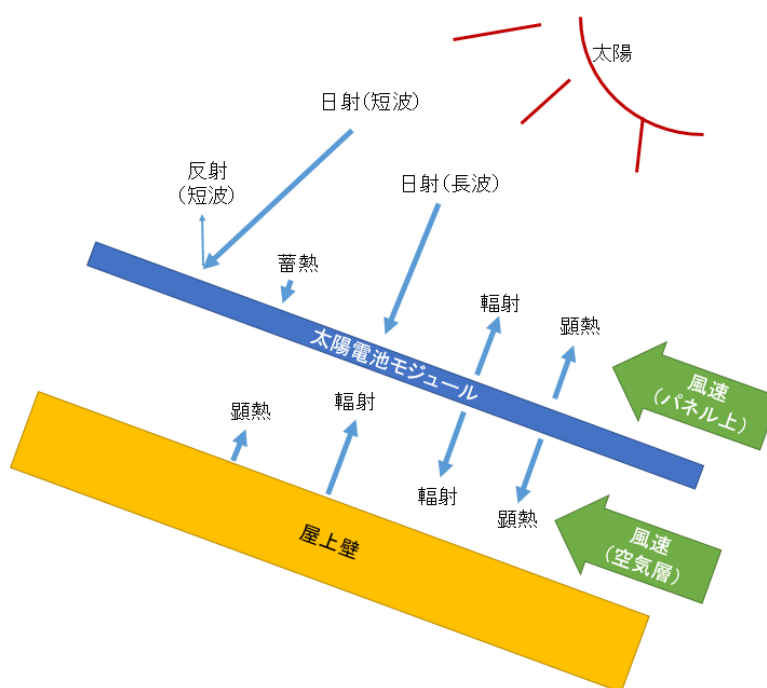 太陽
日射(短波)
反射
(短波)
日射(長波)
蓄熱
輻射
顕熱
太陽電池モジュール
風速
(パネル上)
顕熱
輻射
輻射
顕熱
風速
(空気層)
屋上壁